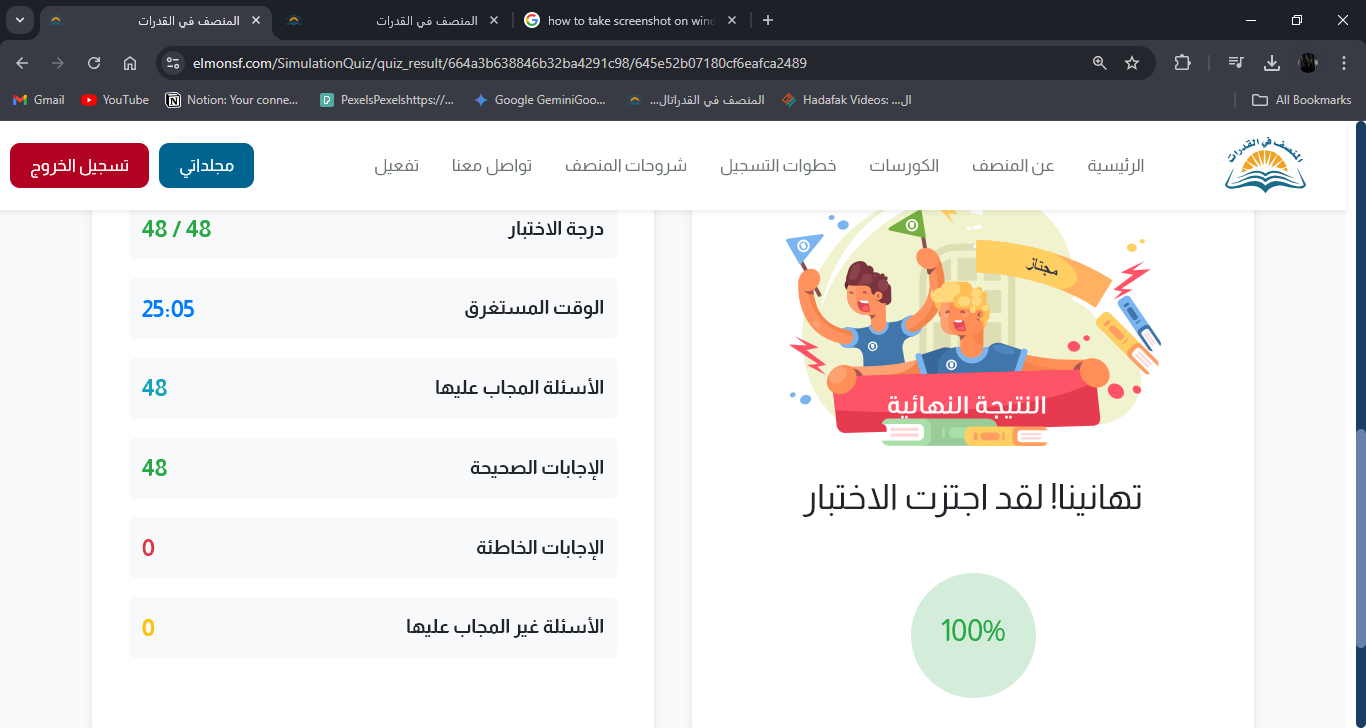 المنصف في القدرات
المنصف في القدرات
how to take screenshot on wind
elmonsf.com/SimulationQuiz/quiz_result/664a3b638846b32ba4291c98/645e52b07180cf6eafca2489
Gmail
YouTube
Notion: Your conne...
PexelsPexelshttps://...
Google GeminiGoo...
المنصف في القدراتال...
Hadafak Videos: ...ال
All Bookmarks
المنصف في القدرات
الرئيسية
عن المنصف
الكورسات
خطوات التسجيل
شروحات المنصف
تواصل معنا
تفعيل
مجلداتي
تسجيل الخروج
مجتاز
النتيجة النهائية
تهانينا! لقد اجتزت الاختبار
100%
درجة الاختبار 48 / 48
الوقت المستغرق 25:05
الأسئلة المجاب عليها 48
الإجابات الصحيحة 48
الإجابات الخاطئة 0
الأسئلة غير المجاب عليها 0